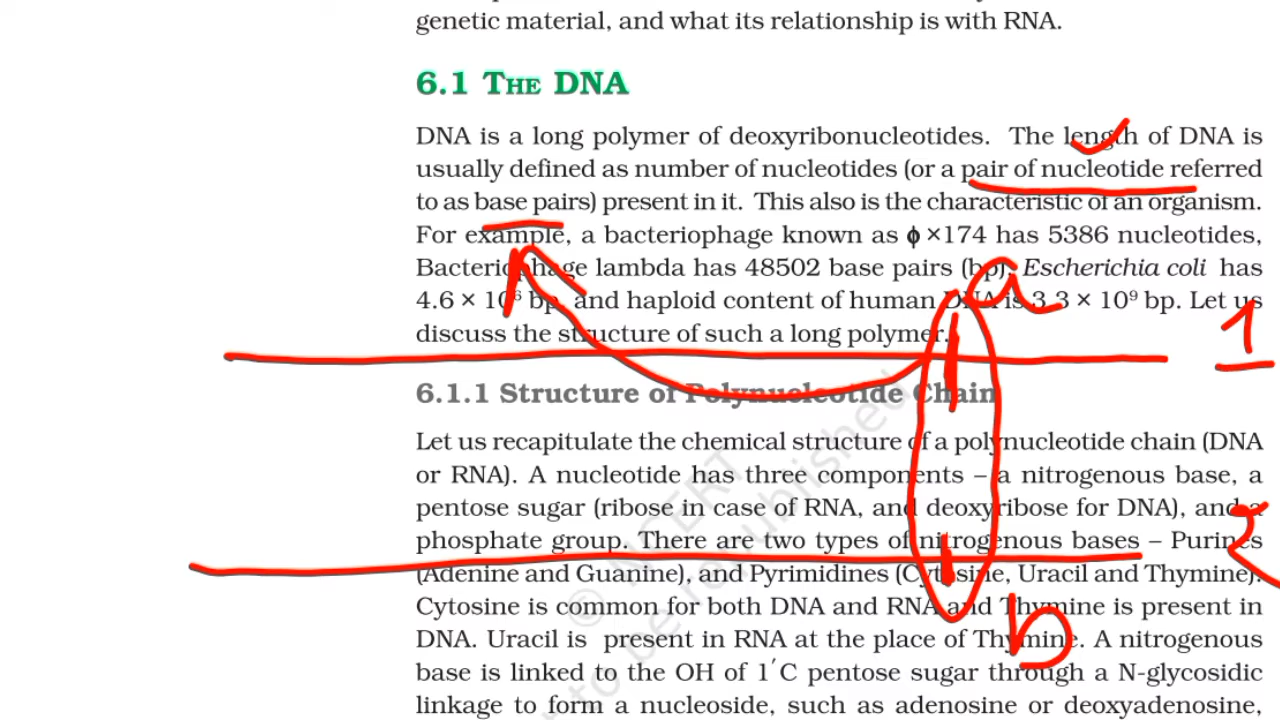 genetic material, and what its relationship is with RNA.
6.1 THE DNA
DNA is a long polymer of deoxyribonucleotides. The length of DNA is
usually defined as number of nucleotides (or a pair of nucleotide referred
to as base pairs) present in it. This also is the characteristic of an organism.
For example, a bacteriophage known as ϕ ×174 has 5386 nucleotides,
Bacteriophage lambda has 48502 base pairs (bp), Escherichia coli has
4.6 × 10⁶ bp, and haploid content of human DNA is 3.3 × 10⁹ bp. Let us
discuss the structure of such a long polymer.
a
1
6.1.1 Structure of Polynucleotide Chain
Let us recapitulate the chemical structure of a polynucleotide chain (DNA
or RNA). A nucleotide has three components – a nitrogenous base, a
pentose sugar (ribose in case of RNA, and deoxyribose for DNA), and a
phosphate group. There are two types of nitrogenous bases – Purines
2
(Adenine and Guanine), and Pyrimidines (Cytosine, Uracil and Thymine).
Cytosine is common for both DNA and RNA and Thymine is present in
DNA. Uracil is present in RNA at the place of Thymine. A nitrogenous
b
base is linked to the OH of 1′C pentose sugar through a N-glycosidic
linkage to form a nucleoside, such as adenosine or deoxyadenosine,
© NCERT
to be republished